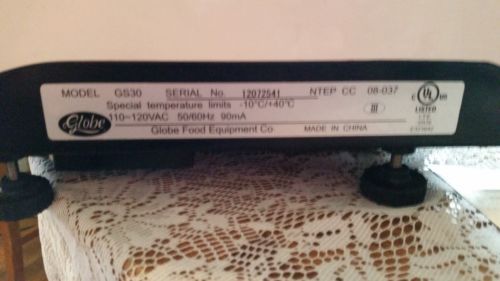 MODEL GS30 SERIAL No. 12072541 NTEP CC 08-037
Special temperature limits -10°C/+40°C
110~120VAC 50/60Hz 90mA
III
Globe
Globe Food Equipment Co
MADE IN CHINA
UL
LISTED